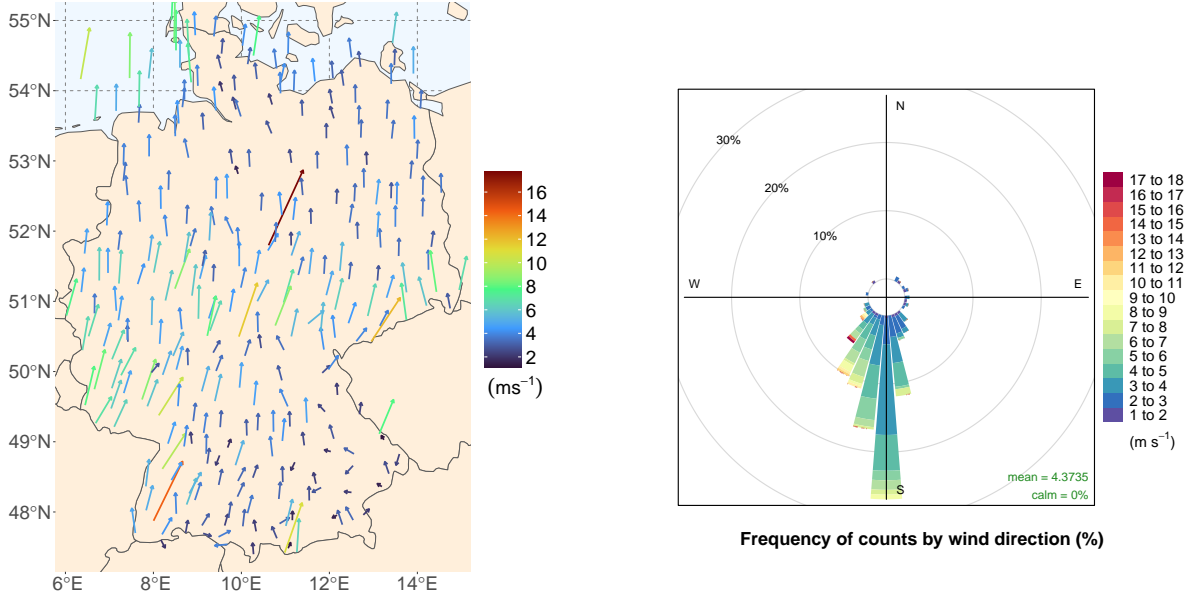 55°N
54°N
53°N
52°N
51°N
50°N
49°N
48°N
6°E
8°E
10°E
12°E
14°E
16
14
12
10
8
6
4
2
(ms⁻¹)
N
30%
20%
10%
W
E
S
mean = 4.3735
calm = 0%
Frequency of counts by wind direction (%)
17 to 18
16 to 17
15 to 16
14 to 15
13 to 14
12 to 13
11 to 12
10 to 11
9 to 10
8 to 9
7 to 8
6 to 7
5 to 6
4 to 5
3 to 4
2 to 3
1 to 2
(m s⁻¹)